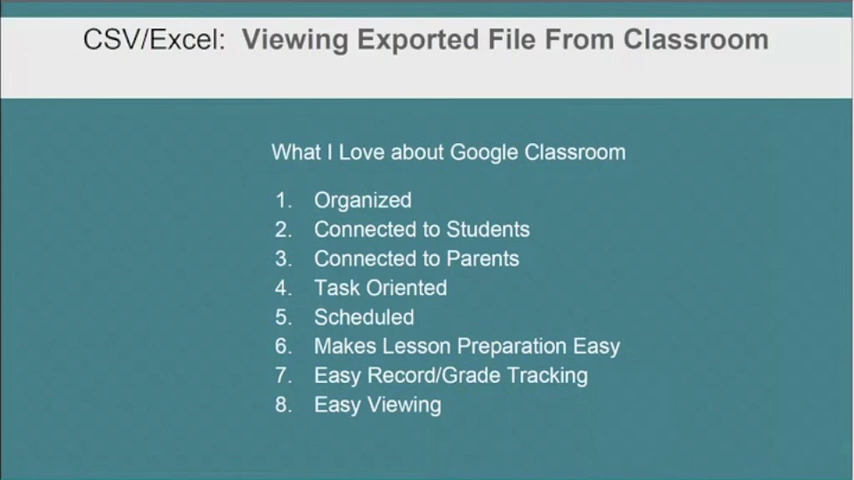 CSV/Excel: Viewing Exported File From Classroom
What I Love about Google Classroom
1. Organized
2. Connected to Students
3. Connected to Parents
4. Task Oriented
5. Scheduled
6. Makes Lesson Preparation Easy
7. Easy Record/Grade Tracking
8. Easy Viewing